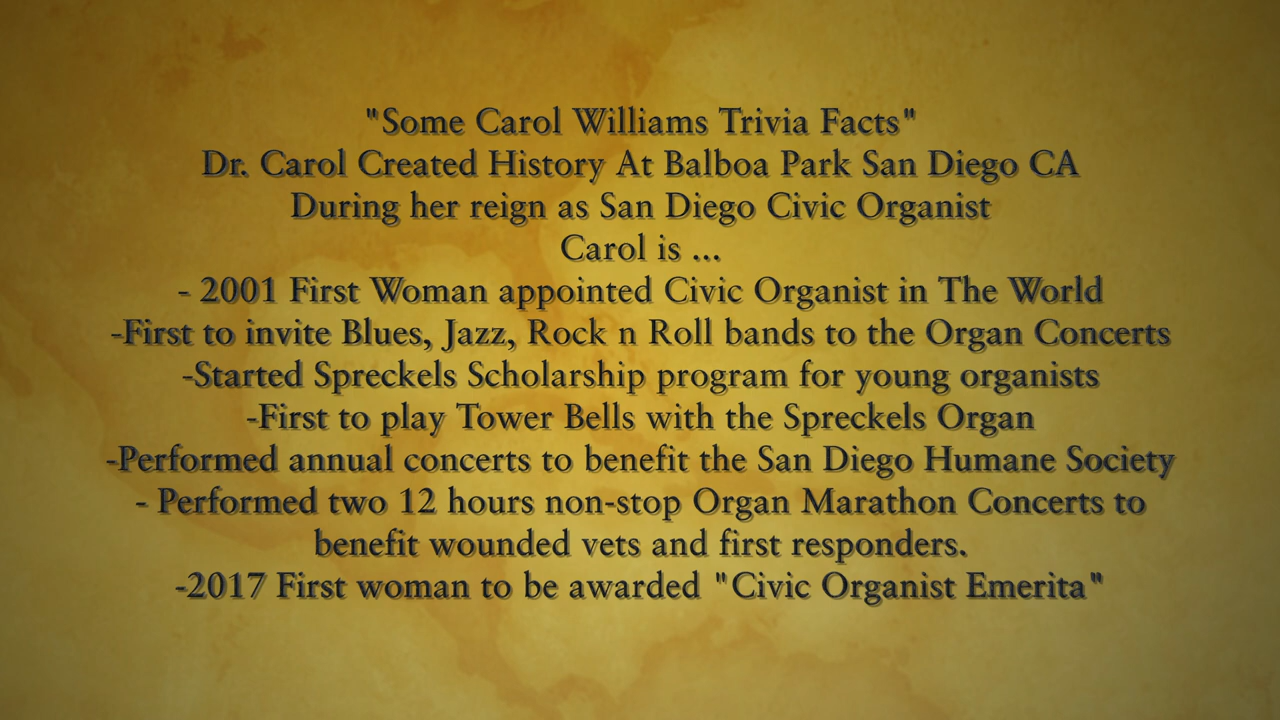 "Some Carol Williams Trivia Facts"
Dr. Carol Created History At Balboa Park San Diego CA
During her reign as San Diego Civic Organist
Carol is ...
- 2001 First Woman appointed Civic Organist in The World
-First to invite Blues, Jazz, Rock n Roll bands to the Organ Concerts
-Started Spreckels Scholarship program for young organists
-First to play Tower Bells with the Spreckels Organ
-Performed annual concerts to benefit the San Diego Humane Society
- Performed two 12 hours non-stop Organ Marathon Concerts to
benefit wounded vets and first responders.
-2017 First woman to be awarded "Civic Organist Emerita"